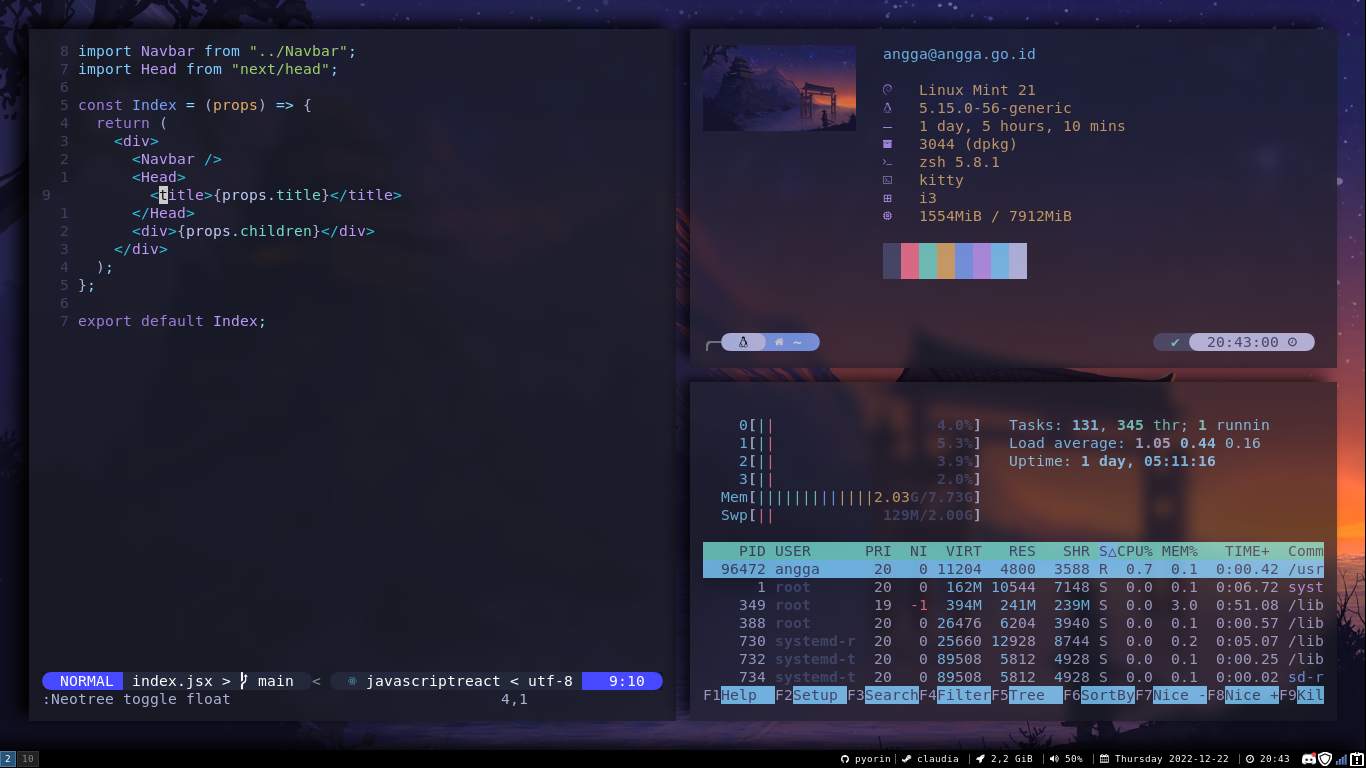 8 import Navbar from "../Navbar";
7 import Head from "next/head";
6
5 const Index = (props) => {
4 return (
3 <div>
2 <Navbar />
1 <Head>
9 <title>{props.title}</title>
1 </Head>
2 <div>{props.children}</div>
3 </div>
4 );
5 };
6
7 export default Index;
NORMAL index.jsx > main < javascriptreact < utf-8 9:10
:Neotree toggle float 4,1
angga@angga.go.id
Linux Mint 21
5.15.0-56-generic
1 day, 5 hours, 10 mins
3044 (dpkg)
zsh 5.8.1
kitty
i3
1554MiB / 7912MiB
~ ✔ 20:43:00
0[|| 4.0%] Tasks: 131, 345 thr; 1 runnin
1[|| 5.3%] Load average: 1.05 0.44 0.16
2[|| 3.9%] Uptime: 1 day, 05:11:16
3[|| 2.0%]
Mem[|||||||||||||2.03G/7.73G]
Swp[|| 129M/2.00G]
PID USER PRI NI VIRT RES SHR S△CPU% MEM% TIME+ Comm
96472 angga 20 0 11204 4800 3588 R 0.7 0.1 0:00.42 /usr
1 root 20 0 162M 10544 7148 S 0.0 0.1 0:06.72 syst
349 root 19 -1 394M 241M 239M S 0.0 3.0 0:51.08 /lib
388 root 20 0 26476 6204 3940 S 0.0 0.1 0:00.57 /lib
730 systemd-r 20 0 25660 12928 8744 S 0.0 0.2 0:05.07 /lib
732 systemd-t 20 0 89508 5812 4928 S 0.0 0.1 0:00.25 /lib
734 systemd-t 20 0 89508 5812 4928 S 0.0 0.1 0:00.02 sd-r
F1Help F2Setup F3SearchF4FilterF5Tree F6SortByF7Nice -F8Nice +F9Kil
2 10 pyorin claudia 2,2 GiB 50% Thursday 2022-12-22 20:43